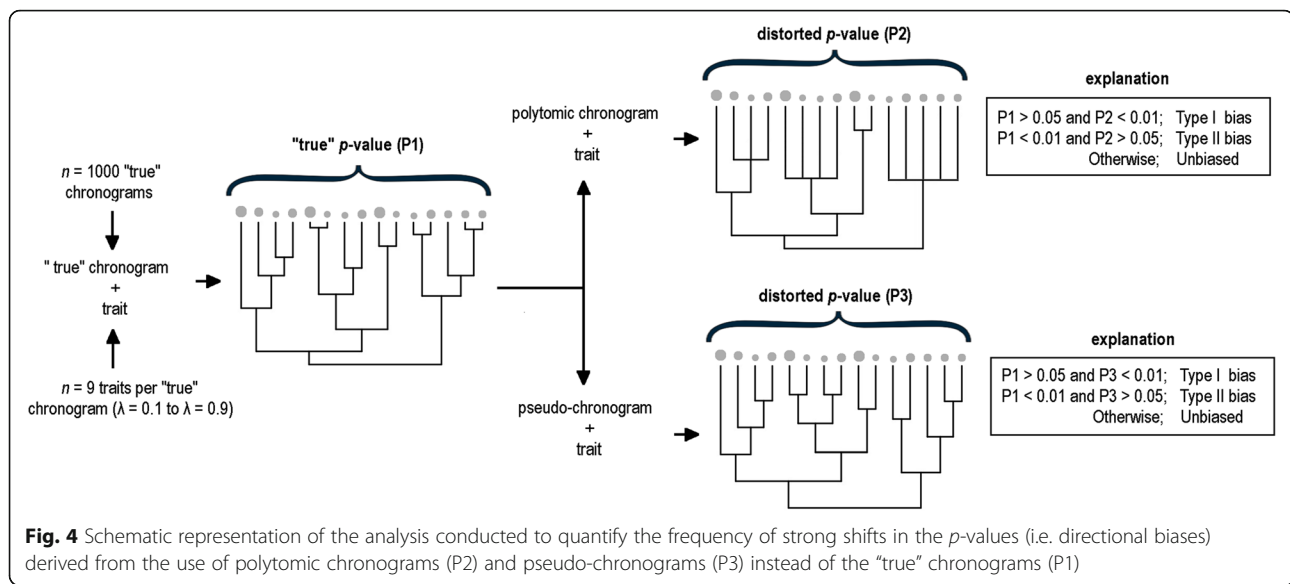 n = 1000 "true"
chronograms
" true" chronogram
+
trait
n = 9 traits per "true"
chronogram (λ = 0.1 to λ = 0.9)
"true" p-value (P1)
polytomic chronogram
+
trait
pseudo-chronogram
+
trait
distorted p-value (P2)
explanation
P1 > 0.05 and P2 < 0.01; Type I bias
P1 < 0.01 and P2 > 0.05; Type II bias
Otherwise; Unbiased
distorted p-value (P3)
explanation
P1 > 0.05 and P3 < 0.01; Type I bias
P1 < 0.01 and P3 > 0.05; Type II bias
Otherwise; Unbiased
Fig. 4 Schematic representation of the analysis conducted to quantify the frequency of strong shifts in the p-values (i.e. directional biases)
derived from the use of polytomic chronograms (P2) and pseudo-chronograms (P3) instead of the “true” chronograms (P1)